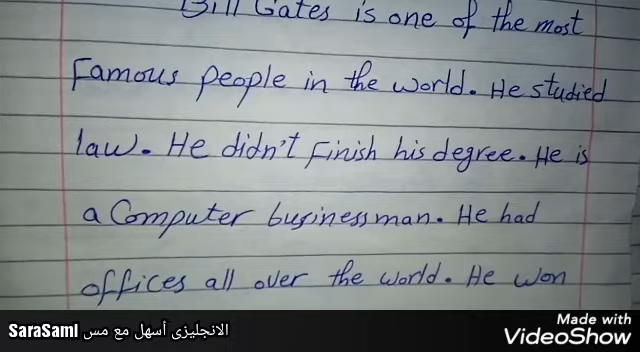 Bill Gates is one of the most
Famous people in the world. He studied
law. He didn't Finish his degree. He is
a Computer businessman. He had
offices all over the world. He won
SaraSamI الانجليزى أسهل مع مس
Made with
VideoShow